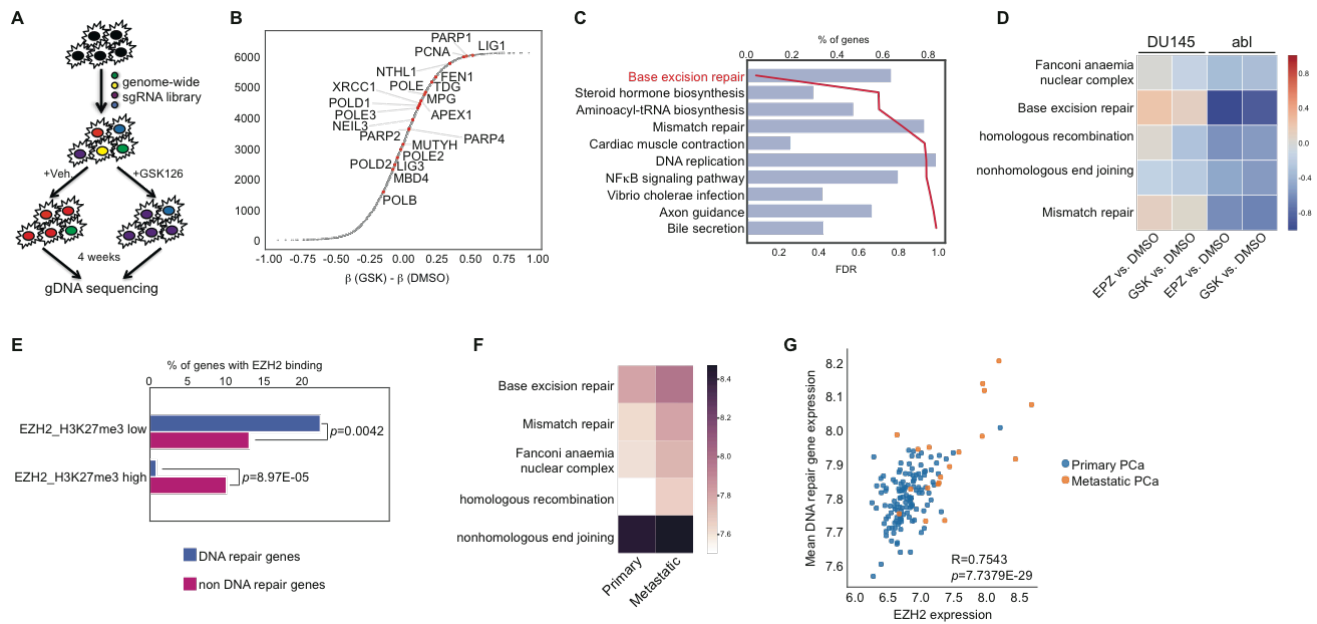 A
genome-wide
sgRNA library
+Veh.
+GSK126
4 weeks
gDNA sequencing
B
6000
5000
4000
3000
2000
1000
0
PARP1
LIG1
PCNA
NTHL1
FEN1
POLE
TDG
XRCC1
MPG
POLD1
APEX1
POLE3
NEIL3
PARP2
PARP4
MUTYH
POLE2
POLD2
LIG3
MBD4
POLB
-1.00 -0.75 -0.50 -0.25 0.00 0.25 0.50 0.75 1.00
β (GSK) - β (DMSO)
C
% of genes
0.0 0.2 0.4 0.6 0.8
Base excision repair
Steroid hormone biosynthesis
Aminoacyl-tRNA biosynthesis
Mismatch repair
Cardiac muscle contraction
DNA replication
NFκB signaling pathway
Vibrio cholerae infection
Axon guidance
Bile secretion
0.0 0.2 0.4 0.6 0.8 1.0
FDR
D
DU145 abl
Fanconi anaemia
nuclear complex
Base excision repair
homologous recombination
nonhomologous end joining
Mismatch repair
EPZ vs. DMSO
GSK vs. DMSO
EPZ vs. DMSO
GSK vs. DMSO
0.8
0.4
0.0
-0.4
-0.8
E
% of genes with EZH2 binding
0 5 10 15 20
EZH2_H3K27me3 low
p=0.0042
EZH2_H3K27me3 high
p=8.97E-05
DNA repair genes
non DNA repair genes
F
Base excision repair
Mismatch repair
Fanconi anaemia
nuclear complex
homologous recombination
nonhomologous end joining
Primary
Metastatic
8.4
8.2
8.0
7.8
7.6
G
Mean DNA repair gene expression
8.2
8.1
8.0
7.9
7.8
7.7
7.6
Primary PCa
Metastatic PCa
R=0.7543
p=7.7379E-29
6.0 6.5 7.0 7.5 8.0 8.5
EZH2 expression